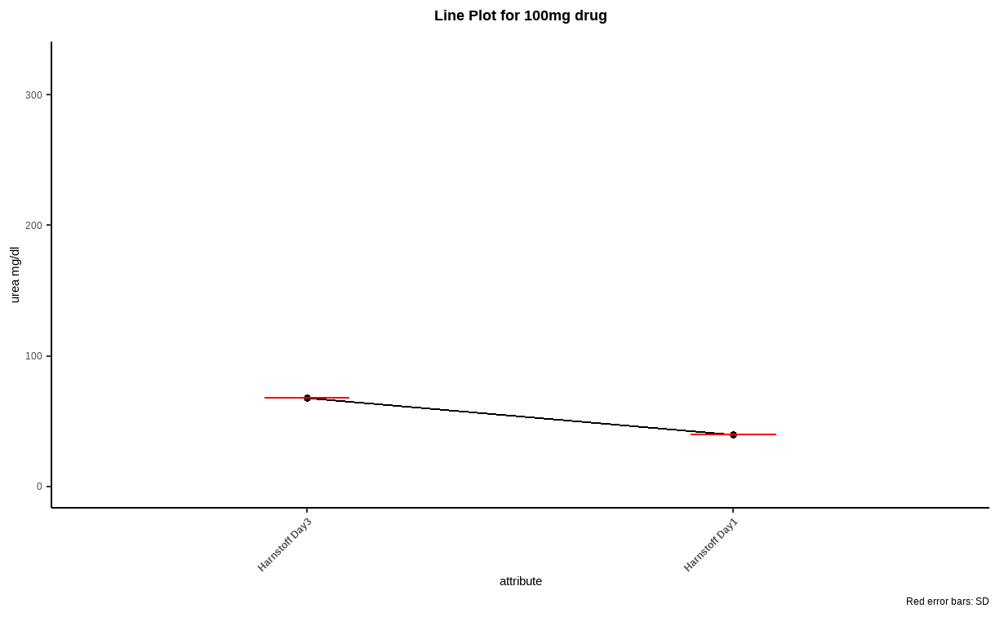 Line Plot for 100mg drug
300
200
100
0
urea mg/dl
Harnstoff Day3
Harnstoff Day1
attribute
Red error bars: SD